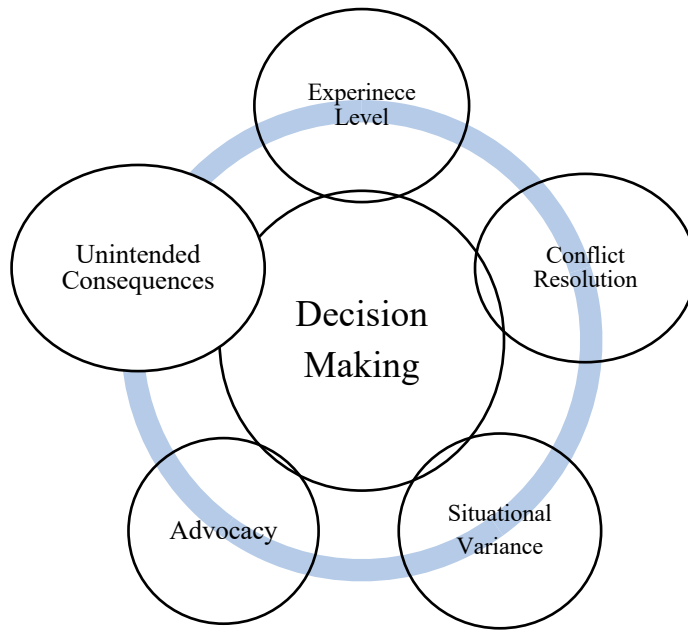 Experinece
Level
Conflict
Resolution
Situational
Variance
Advocacy
Unintended
Consequences
Decision
Making